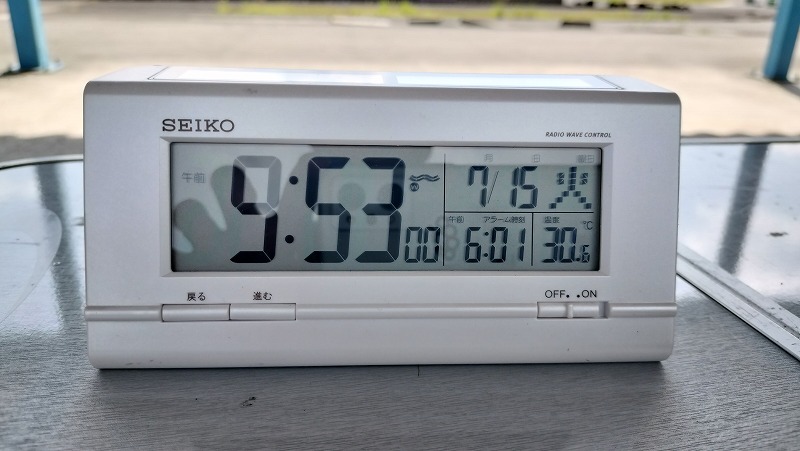 SEIKO
RADIO WAVE CONTROL
月 日 曜日
午前 9:53 00
7/15 火
午前 アラーム時刻 温度
6:01 30.6 °C
戻る 進む
OFF ON